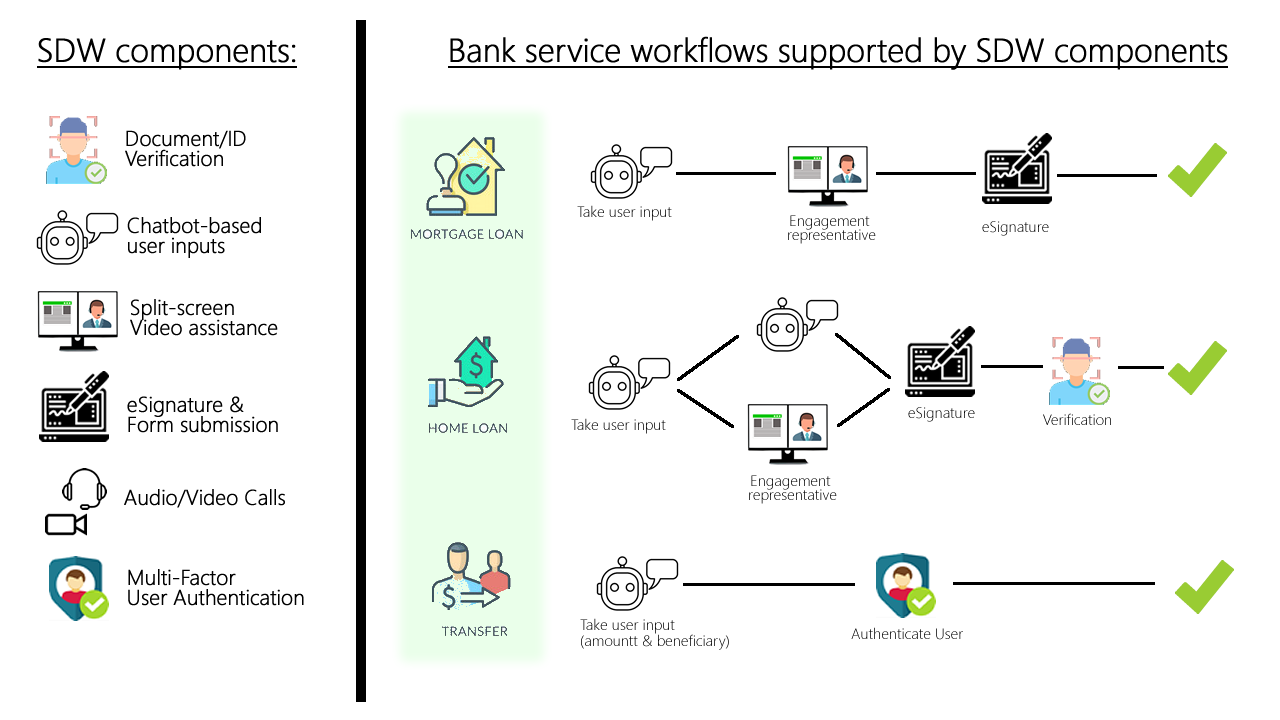 SDW components:
Document/ID
Verification
Chatbot-based
user inputs
Split-screen
Video assistance
eSignature &
Form submission
Audio/Video Calls
Multi-Factor
User Authentication
Bank service workflows supported by SDW components
MORTGAGE LOAN
Take user input
Engagement
representative
eSignature
HOME LOAN
Take user input
Engagement
representative
eSignature
Verification
TRANSFER
Take user input
(amountt & beneficiary)
Authenticate User